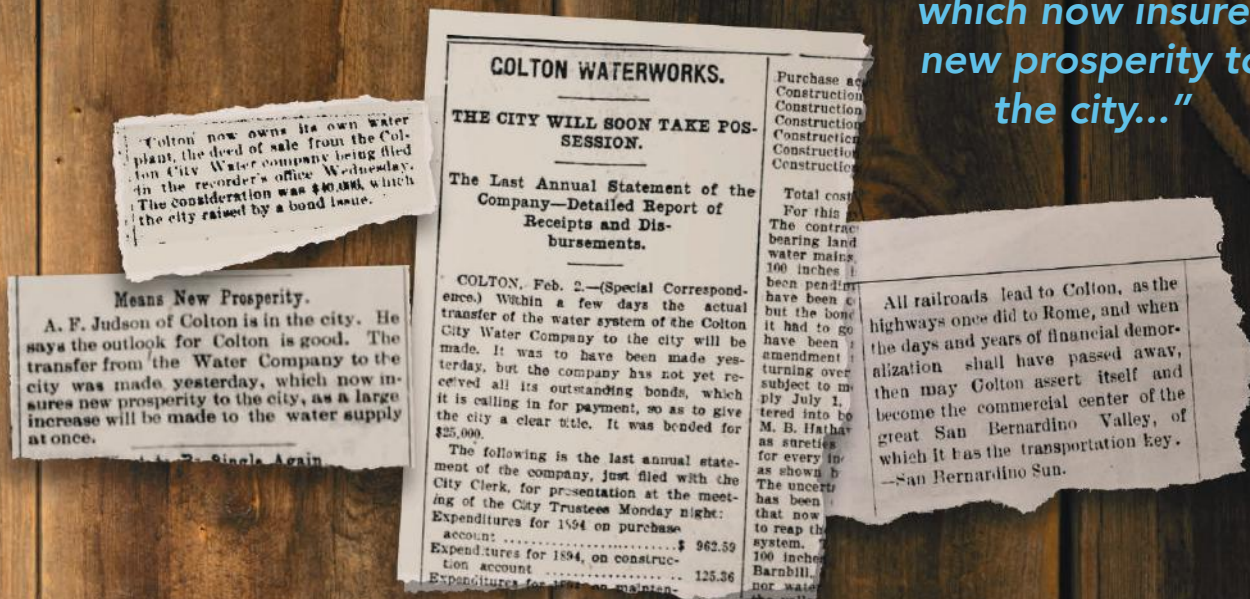 which now insure
new prosperity to
the city..."
Colton now owns its own water
plant, the deed of sale from the Col-
ton City Water company being filed
in the recorder's office Wednesday.
The consideration was $40,000, which
the city raised by a bond issue.
Means New Prosperity.
A. F. Judson of Colton is in the city. He
says the outlook for Colton is good. The
transfer from the Water Company to the
city was made yesterday, which now in-
sures new prosperity to the city, as a large
increase will be made to the water supply
at once.
Single Again
COLTON WATERWORKS.
THE CITY WILL SOON TAKE POS-
SESSION.
The Last Annual Statement of the
Company—Detailed Report of
Receipts and Dis-
bursements.
COLTON, Feb. 2.—(Special Correspond-
ence.) Within a few days the actual
transfer of the water system of the Colton
City Water Company to the city will be
made. It was to have been made yes-
terday, but the company has not yet re-
ceived all its outstanding bonds, which
it is calling in for payment, so as to give
the city a clear title. It was bonded for
$25,000.
The following is the last annual state-
ment of the company, just filed with the
City Clerk, for presentation at the meet-
ing of the City Trustees Monday night:
Expenditures for 1894 on purchase
account ........................$ 962.59
Expenditures for 1894, on construc-
tion account .................. 125.36
Expenditures for on mainten-
Purchase ac
Construction
Construction
Construction
Construction
Construction
Total cost
For this
The contrac
bearing land
water mains,
100 inches
been pendin
have been
but the bond
it had to go
have been
amendment
turning over
subject to m
ply July 1,
tered into bo
M. B. Hathaw
as sureties
for every in
as shown b
The uncert
has been
that now
to reap th
system.
100 inches
Barnhill,
nor wate
All railroads lead to Colton, as the
highways once did to Rome, and when
the days and years of financial demor-
alization shall have passed away,
then may Colton assert itself and
become the commercial center of the
great San Bernardino Valley, of
which it has the transportation key.
—San Bernardino Sun.